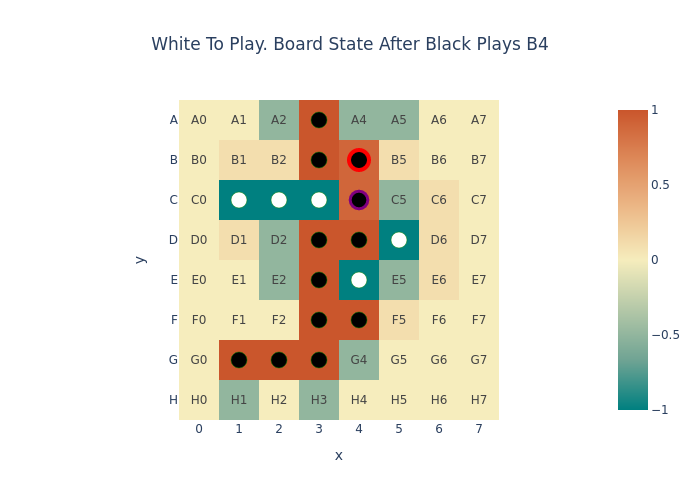 White To Play. Board State After Black Plays B4
A A0 A1 A2 A4 A5 A6 A7
B B0 B1 B2 B5 B6 B7
C C0 C5 C6 C7
D D0 D1 D2 D6 D7
E E0 E1 E2 E5 E6 E7
F F0 F1 F2 F5 F6 F7
G G0 G4 G5 G6 G7
H H0 H1 H2 H3 H4 H5 H6 H7
0 1 2 3 4 5 6 7
x
y
1
0.5
0
−0.5
−1